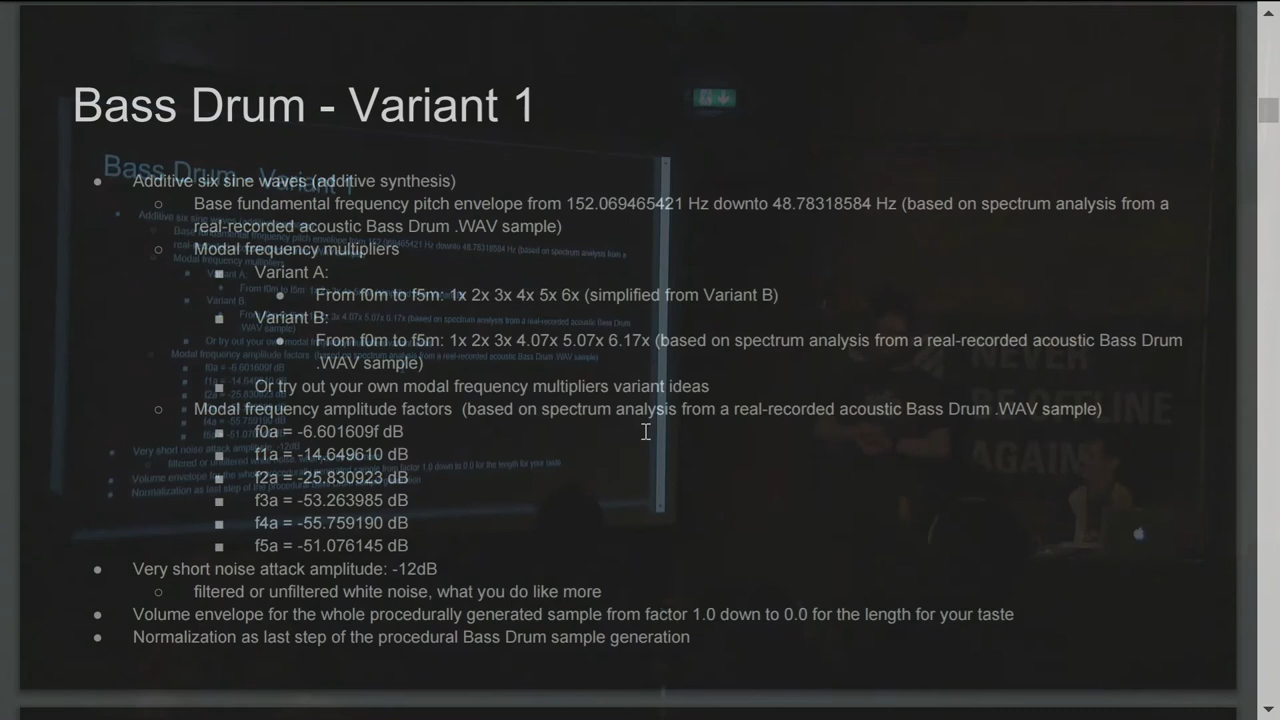 Bass Drum - Variant 1
● Additive six sine waves (additive synthesis)
○ Base fundamental frequency pitch envelope from 152.069465421 Hz downto 48.78318584 Hz (based on spectrum analysis from a
real-recorded acoustic Bass Drum .WAV sample)
○ Modal frequency multipliers
■ Variant A:
● From f0m to f5m: 1x 2x 3x 4x 5x 6x (simplified from Variant B)
■ Variant B:
● From f0m to f5m: 1x 2x 3x 4.07x 5.07x 6.17x (based on spectrum analysis from a real-recorded acoustic Bass Drum
.WAV sample)
■ Or try out your own modal frequency multipliers variant ideas
○ Modal frequency amplitude factors (based on spectrum analysis from a real-recorded acoustic Bass Drum .WAV sample)
■ f0a = -6.601609f dB
■ f1a = -14.649610 dB
■ f2a = -25.830923 dB
■ f3a = -53.263985 dB
■ f4a = -55.759190 dB
■ f5a = -51.076145 dB
● Very short noise attack amplitude: -12dB
○ filtered or unfiltered white noise, what you do like more
● Volume envelope for the whole procedurally generated sample from factor 1.0 down to 0.0 for the length for your taste
● Normalization as last step of the procedural Bass Drum sample generation
NEVER
BE OFFLINE
AGAIN